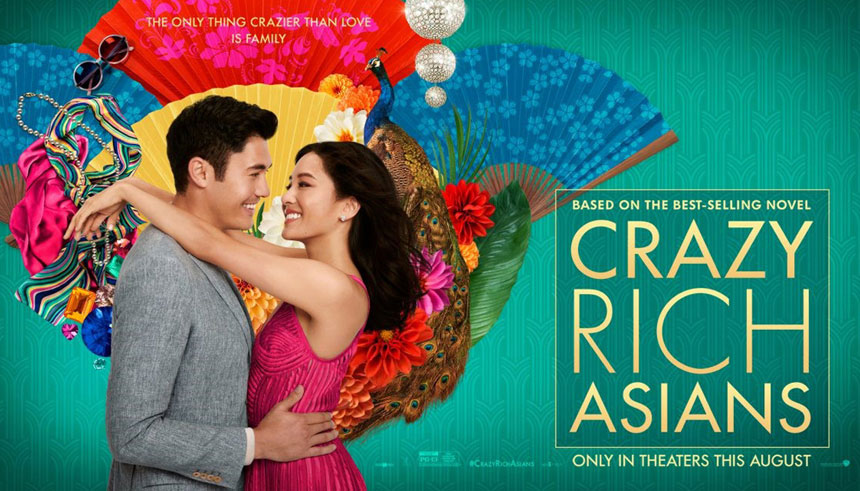 THE ONLY THING CRAZIER THAN LOVE
IS FAMILY
BASED ON THE BEST-SELLING NOVEL
CRAZY
RICH
ASIANS
#CRAZYRICHASIANS
ONLY IN THEATERS THIS AUGUST